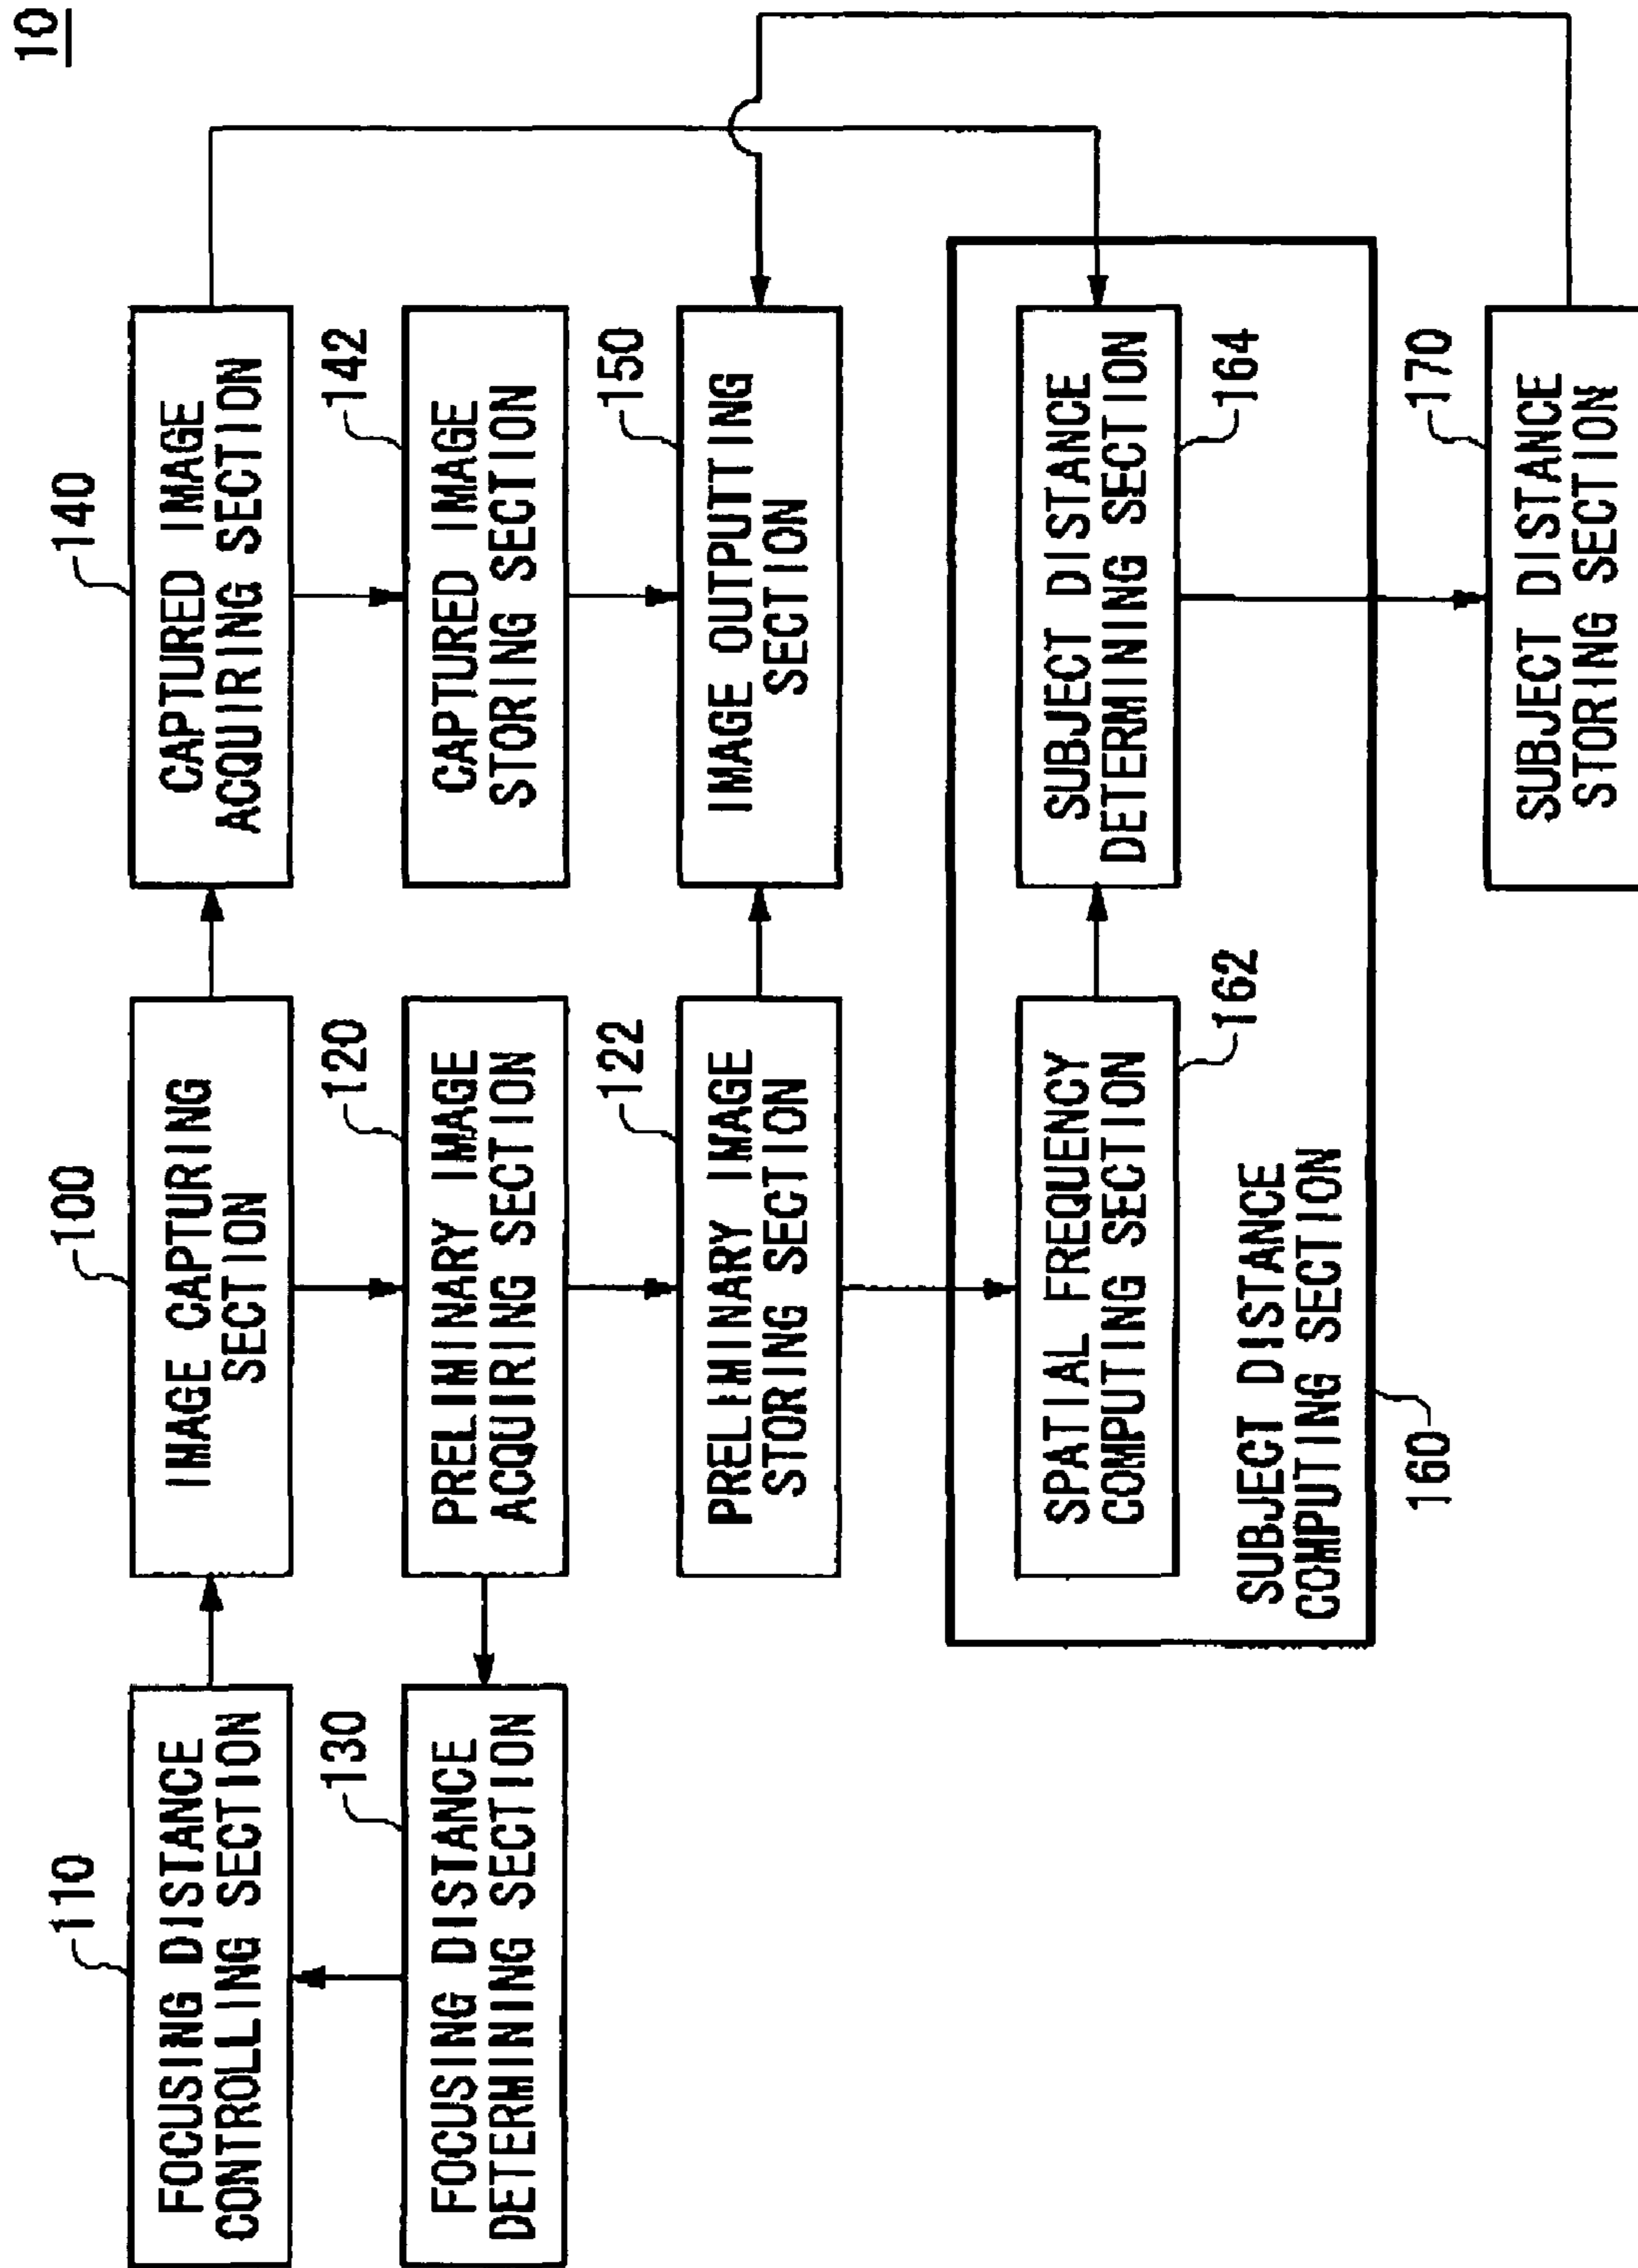 10
110
FOCUSING DISTANCE
CONTROLLING SECTION
100
IMAGE CAPTURING
SECTION
140
CAPTURED IMAGE
ACQUIRING SECTION
130
FOCUSING DISTANCE
DETERMINING SECTION
120
PRELIMINARY IMAGE
ACQUIRING SECTION
142
CAPTURED IMAGE
STORING SECTION
122
PRELIMINARY IMAGE
STORING SECTION
150
IMAGE OUTPUTTING
SECTION
SPATIAL FREQUENCY
COMPUTING SECTION
162
SUBJECT DISTANCE
DETERMINING SECTION
164
SUBJECT DISTANCE
COMPUTING SECTION
160
170
SUBJECT DISTANCE
STORING SECTION